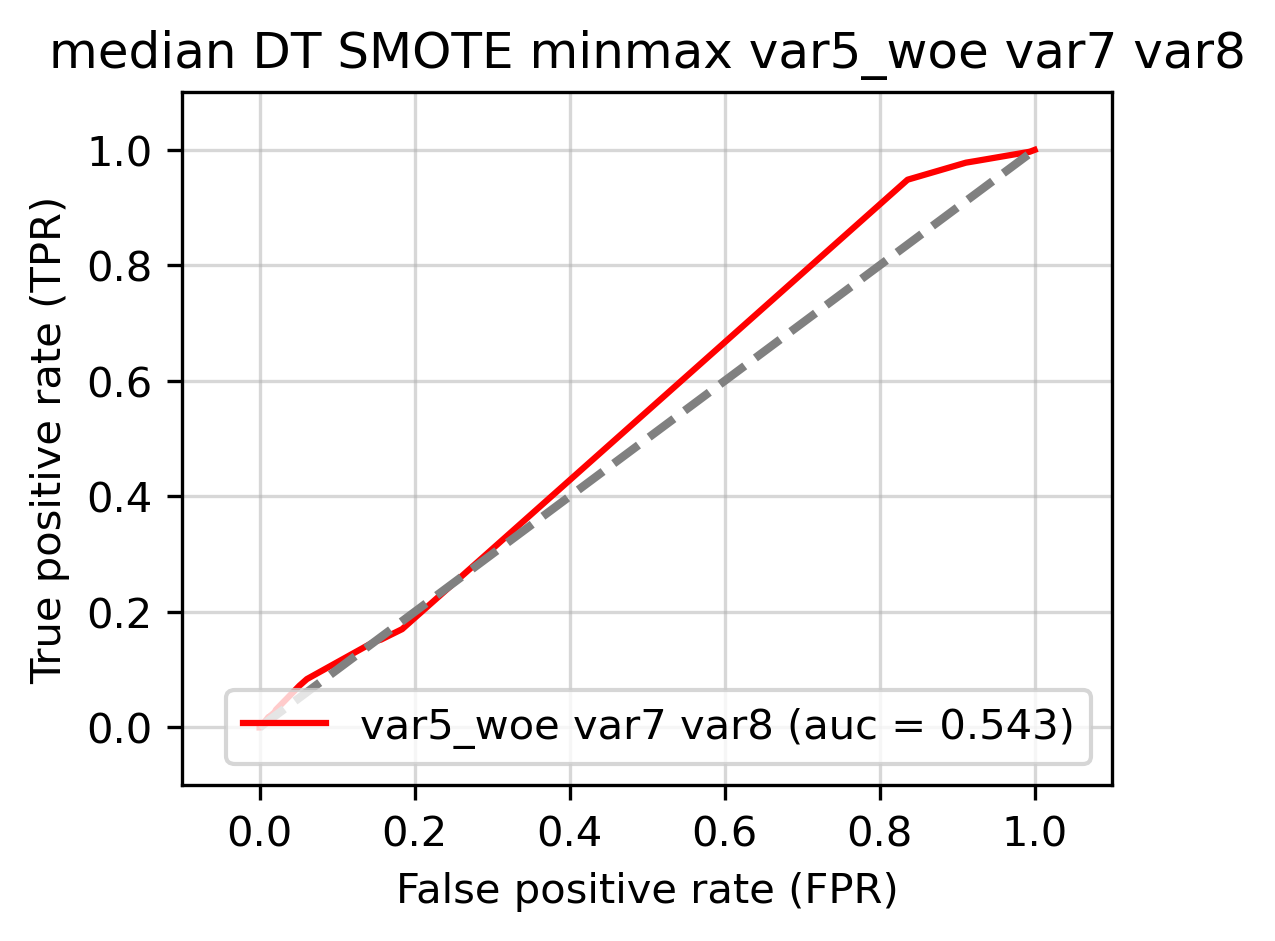 median DT SMOTE minmax var5_woe var7 var8
True positive rate (TPR)
1.0
0.8
0.6
0.4
0.2
0.0
var5_woe var7 var8 (auc = 0.543)
0.0 0.2 0.4 0.6 0.8 1.0
False positive rate (FPR)